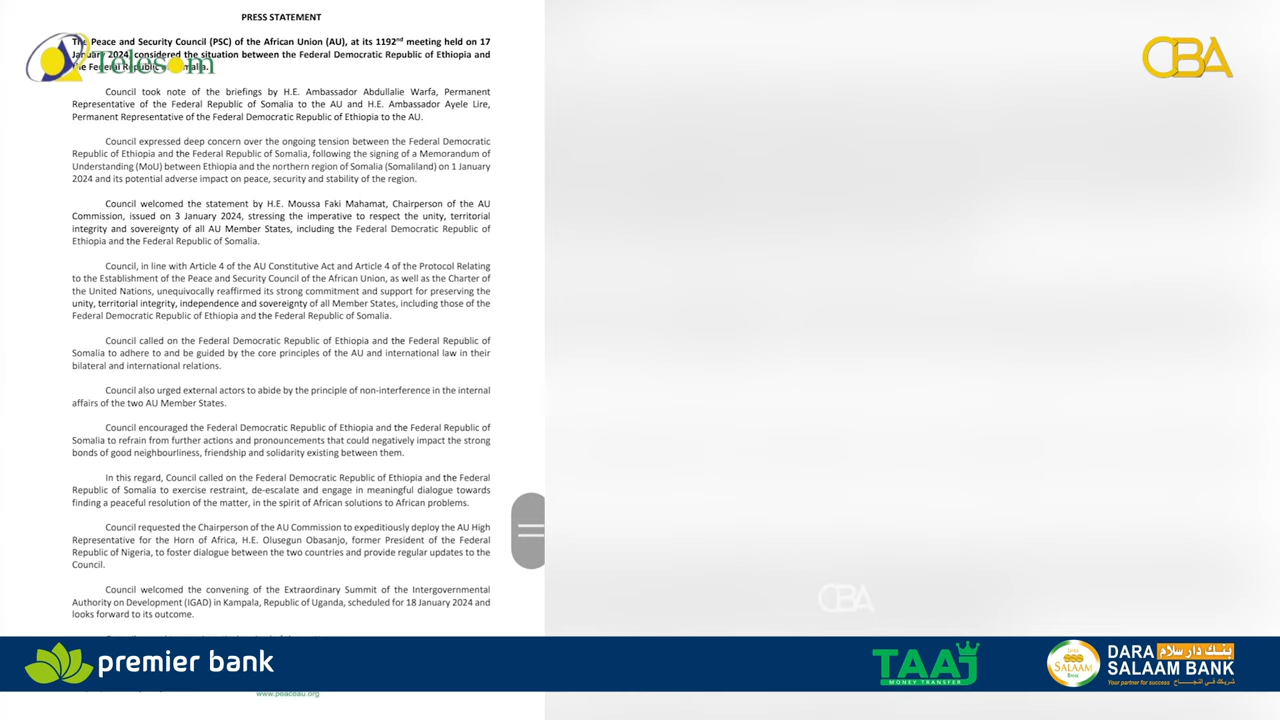 PRESS STATEMENT
The Peace and Security Council (PSC) of the African Union (AU), at its 1192nd meeting held on 17
January 2024, considered the situation between the Federal Democratic Republic of Ethiopia and
the Federal Republic of Somalia.
Telesom
CBA
Council took note of the briefings by H.E. Ambassador Abdullalie Warfa, Permanent
Representative of the Federal Republic of Somalia to the AU and H.E. Ambassador Ayele Lire,
Permanent Representative of the Federal Democratic Republic of Ethiopia to the AU.
Council expressed deep concern over the ongoing tension between the Federal Democratic
Republic of Ethiopia and the Federal Republic of Somalia, following the signing of a Memorandum of
Understanding (MoU) between Ethiopia and the northern region of Somalia (Somaliland) on 1 January
2024 and its potential adverse impact on peace, security and stability of the region.
Council welcomed the statement by H.E. Moussa Faki Mahamat, Chairperson of the AU
Commission, issued on 3 January 2024, stressing the imperative to respect the unity, territorial
integrity and sovereignty of all AU Member States, including the Federal Democratic Republic of
Ethiopia and the Federal Republic of Somalia.
Council, in line with Article 4 of the AU Constitutive Act and Article 4 of the Protocol Relating
to the Establishment of the Peace and Security Council of the African Union, as well as the Charter of
the United Nations, unequivocally reaffirmed its strong commitment and support for preserving the
unity, territorial integrity, independence and sovereignty of all Member States, including those of the
Federal Democratic Republic of Ethiopia and the Federal Republic of Somalia.
Council called on the Federal Democratic Republic of Ethiopia and the Federal Republic of
Somalia to adhere to and be guided by the core principles of the AU and international law in their
bilateral and international relations.
Council also urged external actors to abide by the principle of non-interference in the internal
affairs of the two AU Member States.
Council encouraged the Federal Democratic Republic of Ethiopia and the Federal Republic of
Somalia to refrain from further actions and pronouncements that could negatively impact the strong
bonds of good neighbourliness, friendship and solidarity existing between them.
In this regard, Council called on the Federal Democratic Republic of Ethiopia and the Federal
Republic of Somalia to exercise restraint, de-escalate and engage in meaningful dialogue towards
finding a peaceful resolution of the matter, in the spirit of African solutions to African problems.
Council requested the Chairperson of the AU Commission to expeditiously deploy the AU High
Representative for the Horn of Africa, H.E. Olusegun Obasanjo, former President of the Federal
Republic of Nigeria, to foster dialogue between the two countries and provide regular updates to the
Council.
Council welcomed the convening of the Extraordinary Summit of the Intergovernmental
Authority on Development (IGAD) in Kampala, Republic of Uganda, scheduled for 18 January 2024 and
looks forward to its outcome.
CBA
premier bank
TAAJ
MONEY TRANSFER
DARA
SALAAM
Bank
DARA بنك دار سلام
SALAAM BANK
Your partner for success شريكك في النجاح
www.peaceau.org